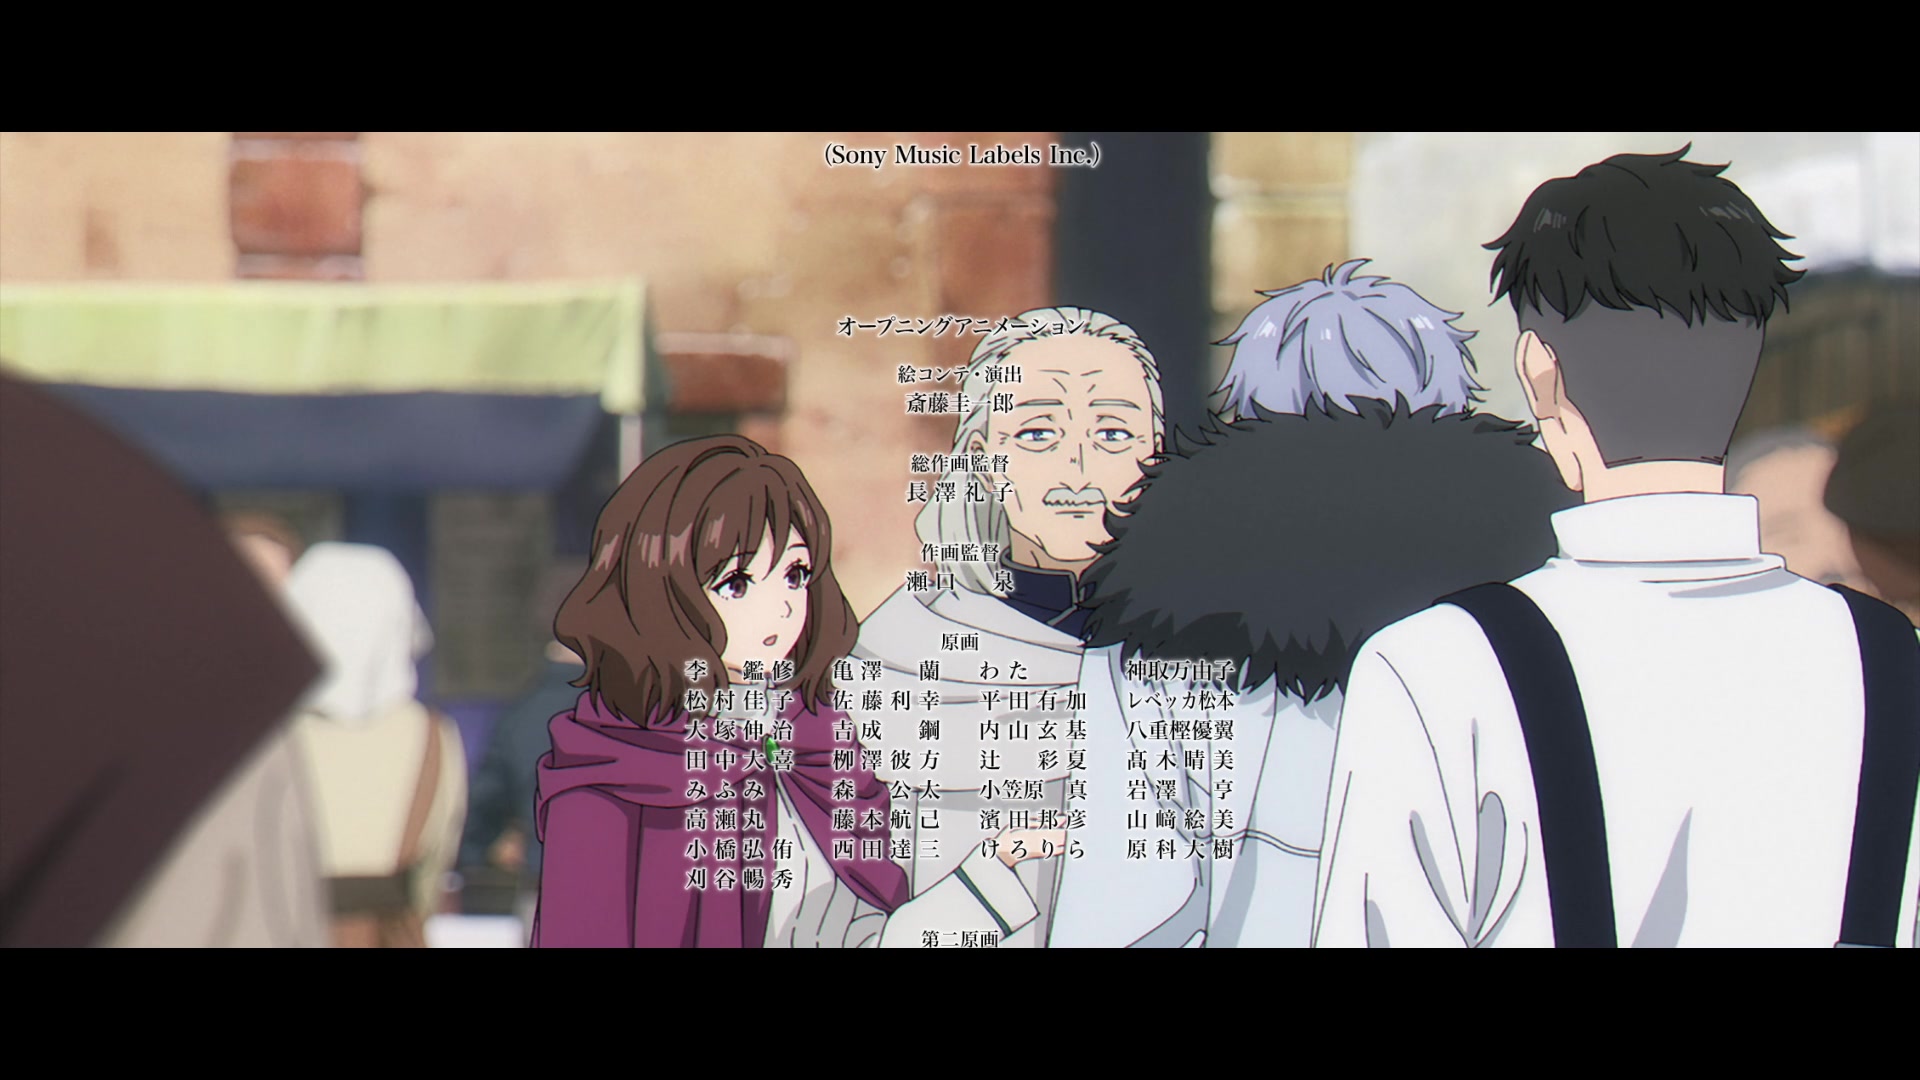 (Sony Music Labels Inc.)
オープニングアニメーション
絵コンテ・演出
斎藤圭一郎
総作画監督
長澤礼子
作画監督
瀬口 泉
原画
李 鑑修 亀澤 蘭 わた 神取万由子
松村佳子 佐藤利幸 平田有加 レベッカ松本
大塚伸治 吉成 鋼 内山玄基 八重樫優翼
田中大喜 栁澤彼方 辻 彩夏 髙木晴美
みふみ 森 公太 小笠原 真 岩澤 亨
高瀬丸 藤本航己 濱田邦彦 山﨑絵美
小橋弘侑 西田達三 けろりら 原科大樹
刈谷暢秀
第二原画